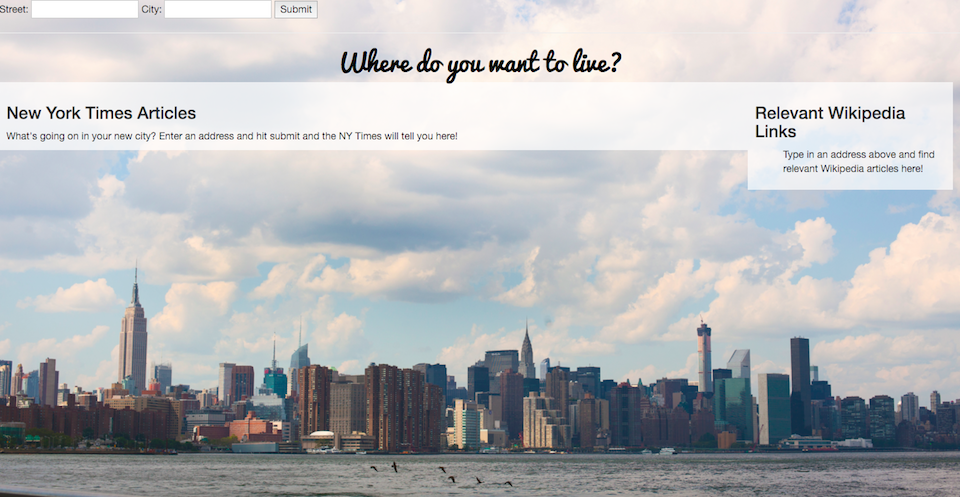 Street: City: Submit
Where do you want to live?
New York Times Articles
What's going on in your new city? Enter an address and hit submit and the NY Times will tell you here!
Relevant Wikipedia
Links
Type in an address above and find
relevant Wikipedia articles here!